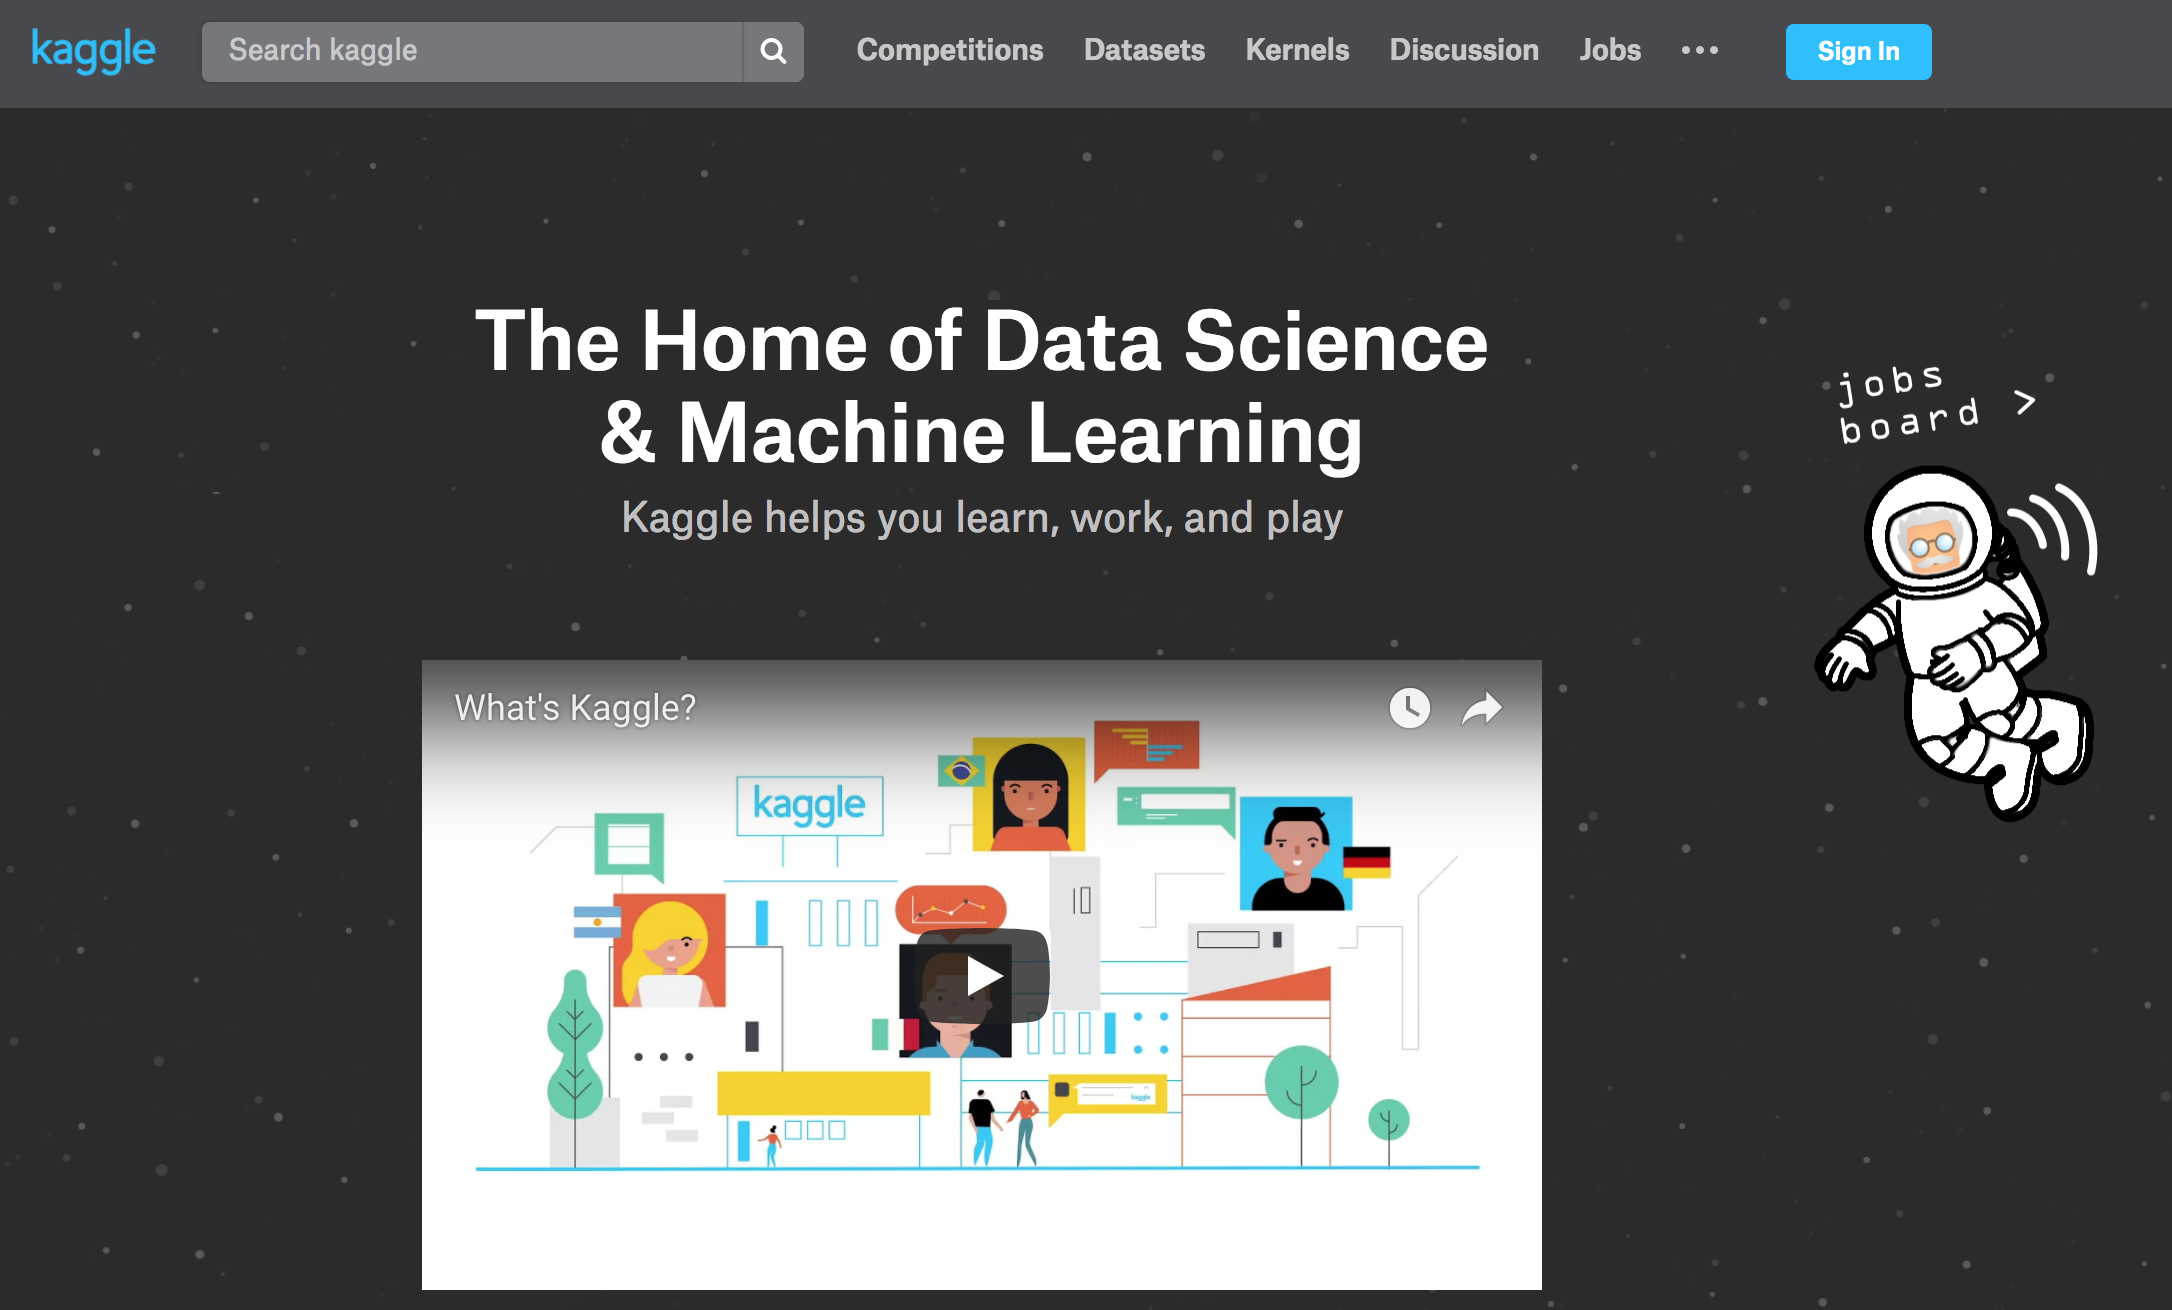 kaggle
Search kaggle
Competitions
Datasets
Kernels
Discussion
Jobs
Sign In
The Home of Data Science
& Machine Learning
Kaggle helps you learn, work, and play
jobs
board >
What's Kaggle?
kaggle
kaggle